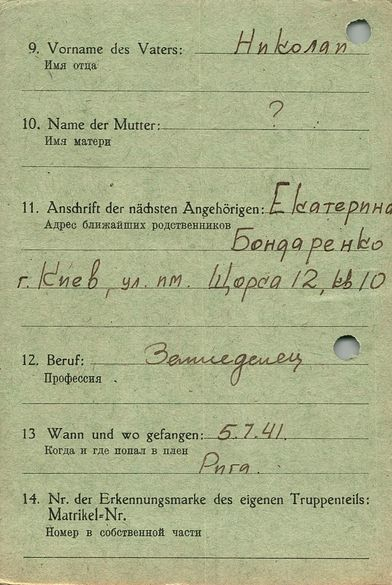 9. Vorname des Vaters: Николай
Имя отца
10. Name der Mutter: ?
Имя матери
11. Anschrift der nächsten Angehörigen: Екатерина
Адрес ближайших родственников
Бондаренко
г. Киев, ул. им. Щорса 12, кв 10
12. Beruf: Земледелец
Профессия
13 Wann und wo gefangen: 5.7.41.
Когда и где попал в плен
Рига.
14. Nr. der Erkennungsmarke des eigenen Truppenteils:
Matrikel-Nr.
Номер в собственной части